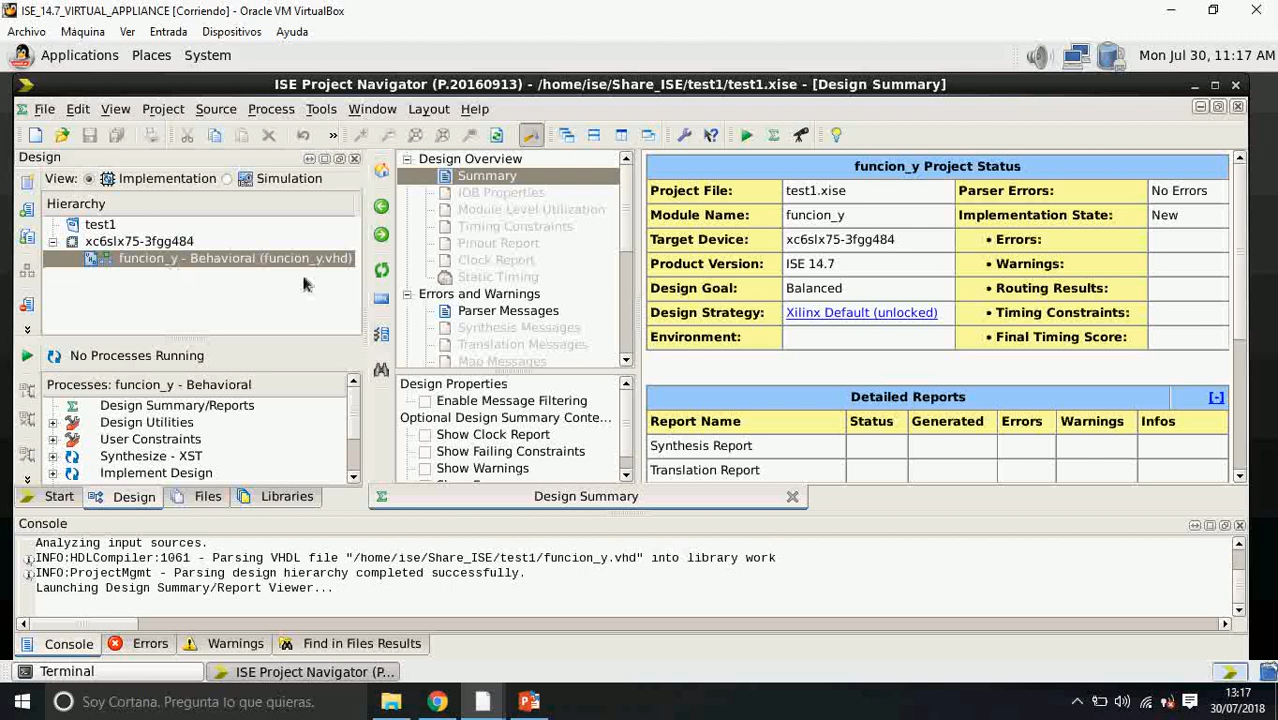 ISE_14.7_VIRTUAL_APPLIANCE [Corriendo] - Oracle VM VirtualBox
Archivo Máquina Ver Entrada Dispositivos Ayuda
Applications Places System Mon Jul 30, 11:17 AM
ISE Project Navigator (P.20160913) - /home/ise/Share_ISE/test1/test1.xise - [Design Summary]
File Edit View Project Source Process Tools Window Layout Help
Design
View: Implementation Simulation
Hierarchy
test1
xc6slx75-3fgg484
funcion_y - Behavioral (funcion_y.vhd)
No Processes Running
Processes: funcion_y - Behavioral
Design Summary/Reports
Design Utilities
User Constraints
Synthesize - XST
Implement Design
Start Design Files Libraries
Design Overview
Summary
IOB Properties
Module Level Utilization
Timing Constraints
Pinout Report
Clock Report
Static Timing
Errors and Warnings
Parser Messages
Synthesis Messages
Translation Messages
Map Messages
Design Properties
Enable Message Filtering
Optional Design Summary Conte...
Show Clock Report
Show Failing Constraints
Show Warnings
funcion_y Project Status
Project File: test1.xise Parser Errors: No Errors
Module Name: funcion_y Implementation State: New
Target Device: xc6slx75-3fgg484 • Errors:
Product Version: ISE 14.7 • Warnings:
Design Goal: Balanced • Routing Results:
Design Strategy: Xilinx Default (unlocked) • Timing Constraints:
Environment: • Final Timing Score:
Detailed Reports [-]
Report Name Status Generated Errors Warnings Infos
Synthesis Report
Translation Report
Design Summary
Console
Analyzing input sources.
INFO:HDLCompiler:1061 - Parsing VHDL file "/home/ise/Share_ISE/test1/funcion_y.vhd" into library work
INFO:ProjectMgmt - Parsing design hierarchy completed successfully.
Launching Design Summary/Report Viewer...
Console Errors Warnings Find in Files Results
Terminal ISE Project Navigator (P...
Soy Cortana. Pregunta lo que quieras.
13:17
30/07/2018